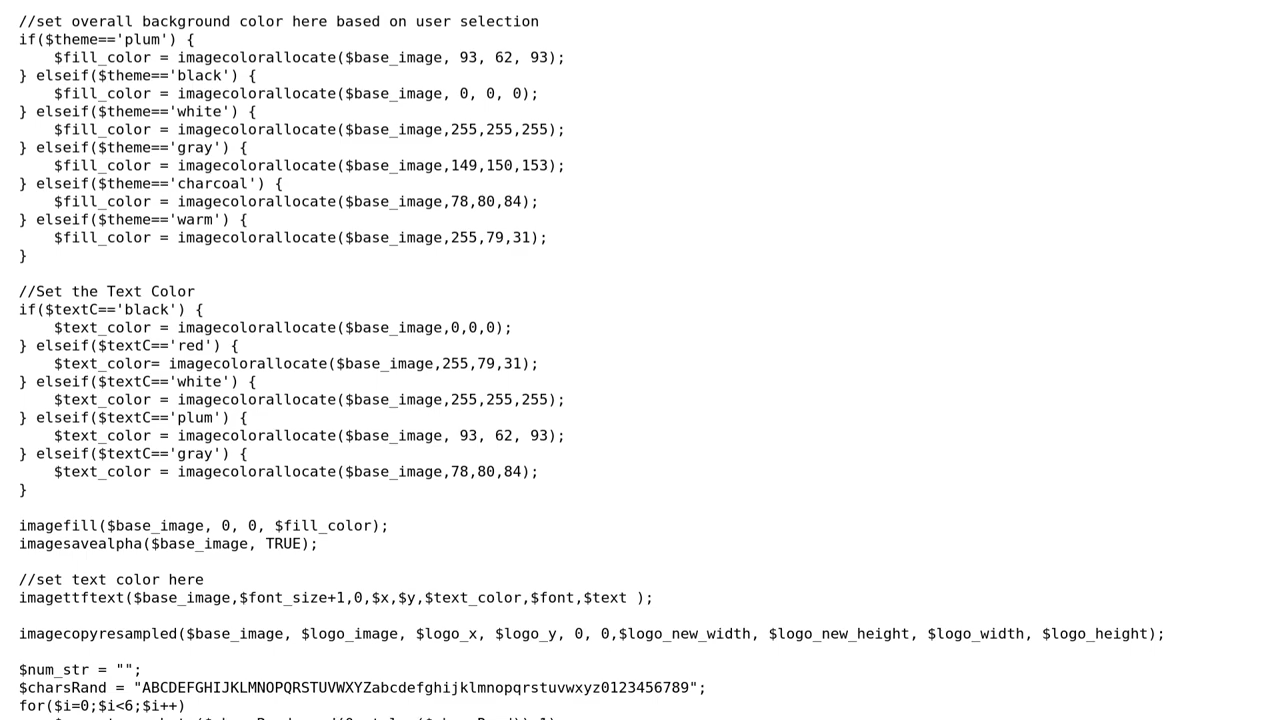 //set overall background color here based on user selection
if($theme=='plum') {
    $fill_color = imagecolorallocate($base_image, 93, 62, 93);
} elseif($theme=='black') {
    $fill_color = imagecolorallocate($base_image, 0, 0, 0);
} elseif($theme=='white') {
    $fill_color = imagecolorallocate($base_image,255,255,255);
} elseif($theme=='gray') {
    $fill_color = imagecolorallocate($base_image,149,150,153);
} elseif($theme=='charcoal') {
    $fill_color = imagecolorallocate($base_image,78,80,84);
} elseif($theme=='warm') {
    $fill_color = imagecolorallocate($base_image,255,79,31);
}

//Set the Text Color
if($textC=='black') {
    $text_color = imagecolorallocate($base_image,0,0,0);
} elseif($textC=='red') {
    $text_color= imagecolorallocate($base_image,255,79,31);
} elseif($textC=='white') {
    $text_color = imagecolorallocate($base_image,255,255,255);
} elseif($textC=='plum') {
    $text_color = imagecolorallocate($base_image, 93, 62, 93);
} elseif($textC=='gray') {
    $text_color = imagecolorallocate($base_image,78,80,84);
}

imagefill($base_image, 0, 0, $fill_color);
imagesavealpha($base_image, TRUE);

//set text color here
imagettftext($base_image,$font_size+1,0,$x,$y,$text_color,$font,$text );

imagecopyresampled($base_image, $logo_image, $logo_x, $logo_y, 0, 0,$logo_new_width, $logo_new_height, $logo_width, $logo_height);

$num_str = "";
$charsRand = "ABCDEFGHIJKLMNOPQRSTUVWXYZabcdefghijklmnopqrstuvwxyz0123456789";
for($i=0;$i<6;$i++)